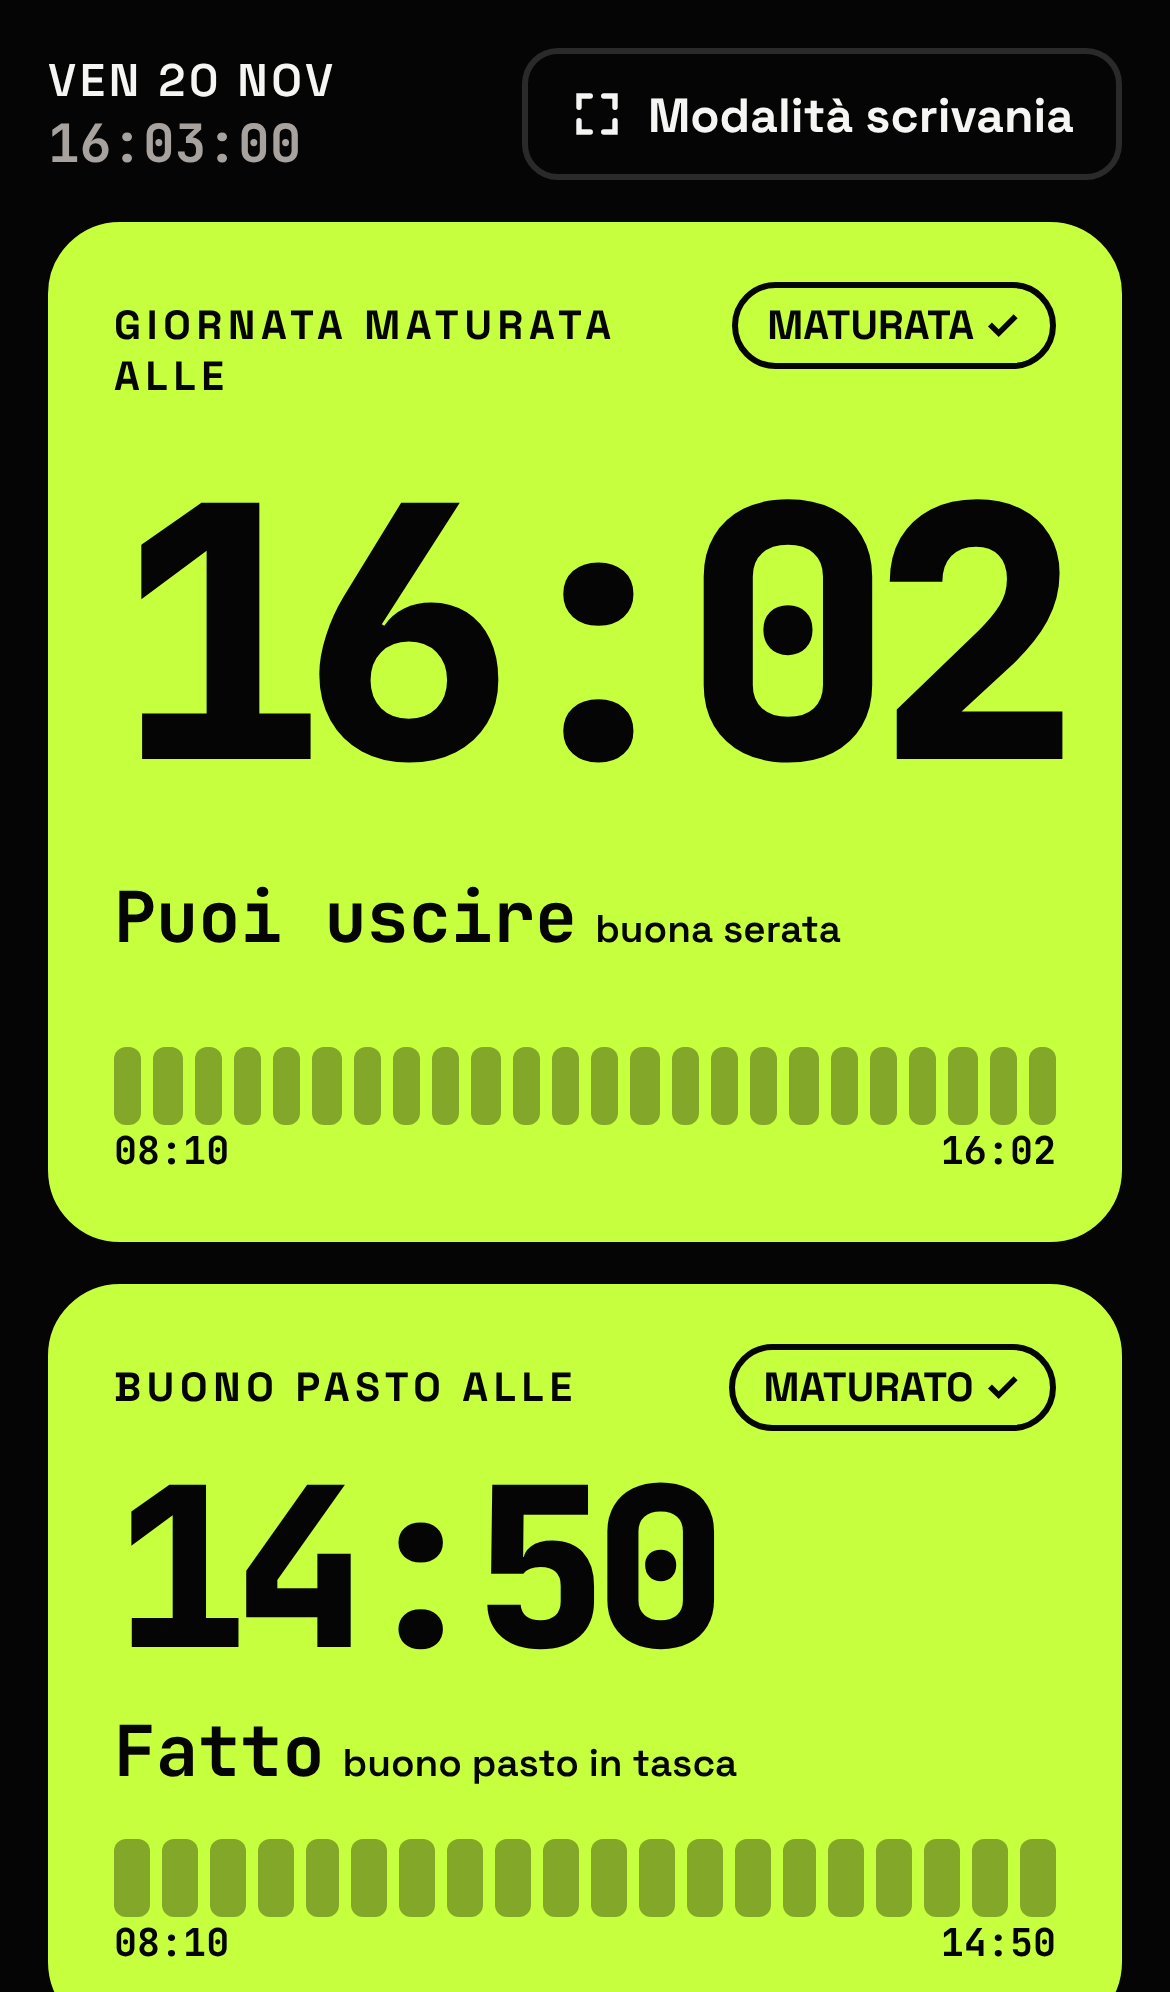 VEN 20 NOV
16:03:00
Modalità scrivania
GIORNATA MATURATA
ALLE
MATURATA ✓
16:02
Puoi uscire buona serata
08:10 16:02
BUONO PASTO ALLE
MATURATO ✓
14:50
Fatto buono pasto in tasca
08:10 14:50